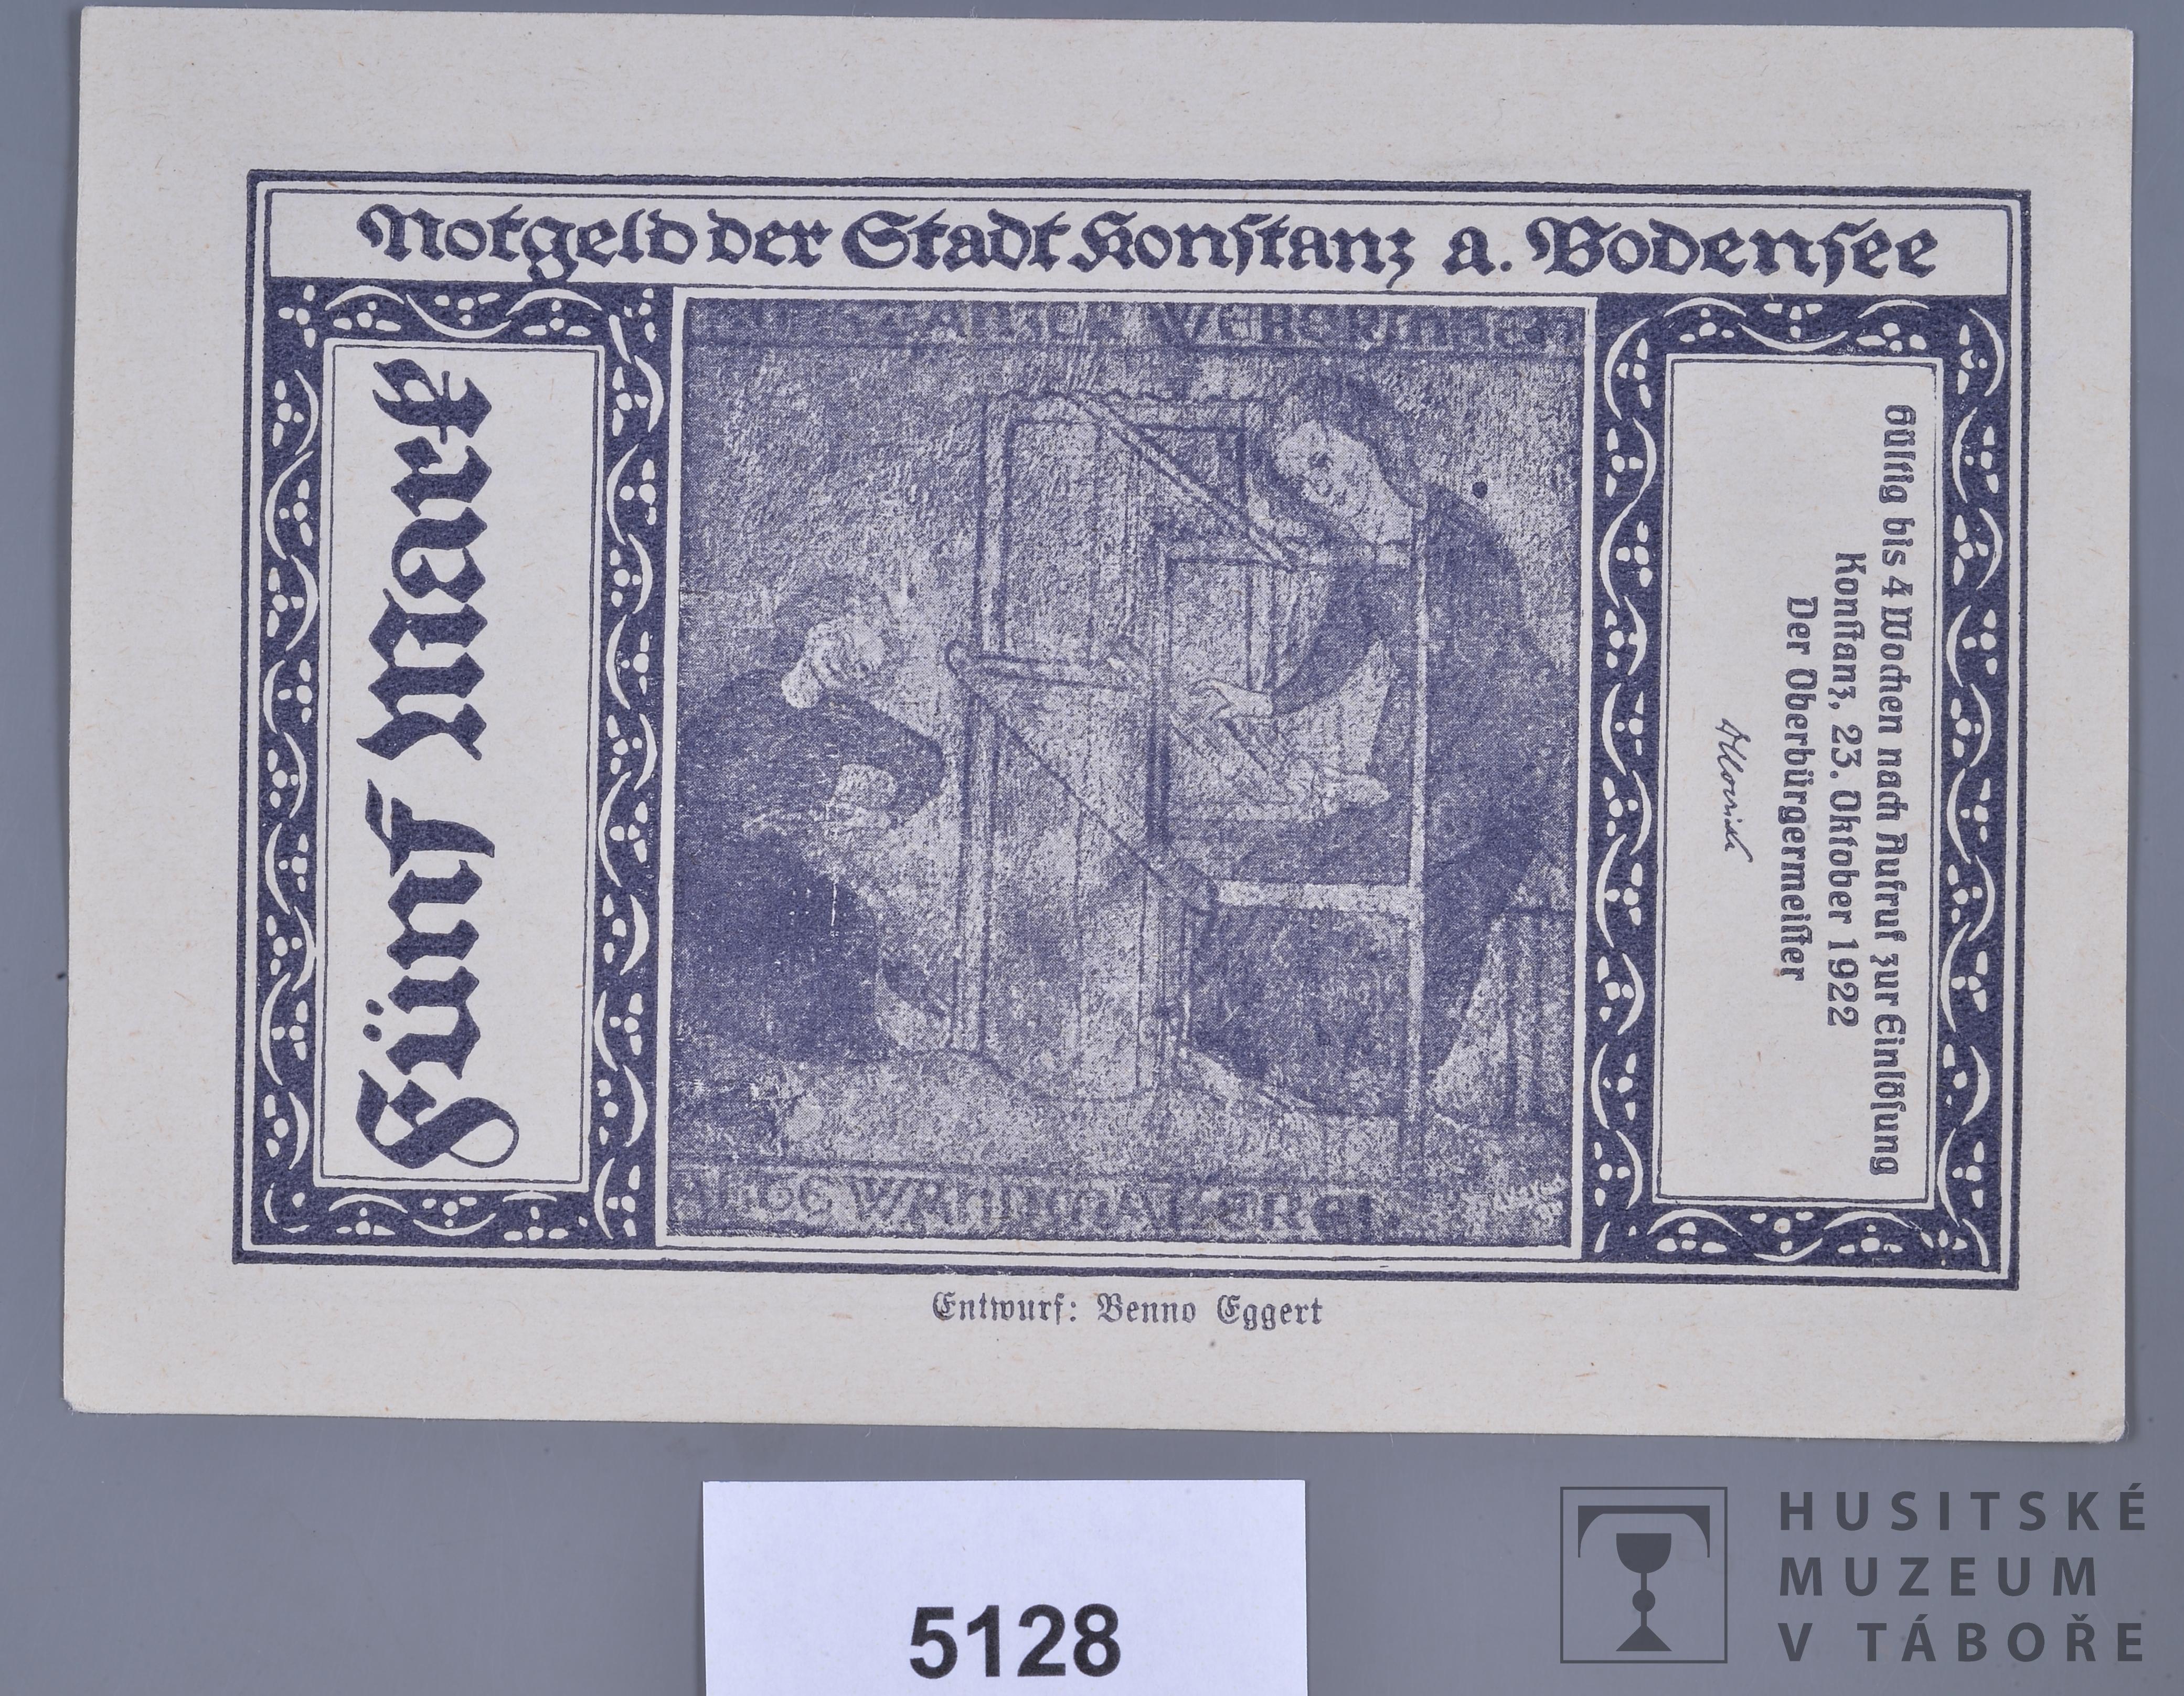 Notgeld der Stadt Konstanz a. Bodensee
Fünf Mark
Gültig bis 4 Wochen nach Aufruf zur Einlösung
Konstanz, 23. Oktober 1922
Der Oberbürgermeister
WANDMALEREI.
Entwurf: Benno Eggert
5128
HUSITSKÉ
MUZEUM
V TÁBOŘE